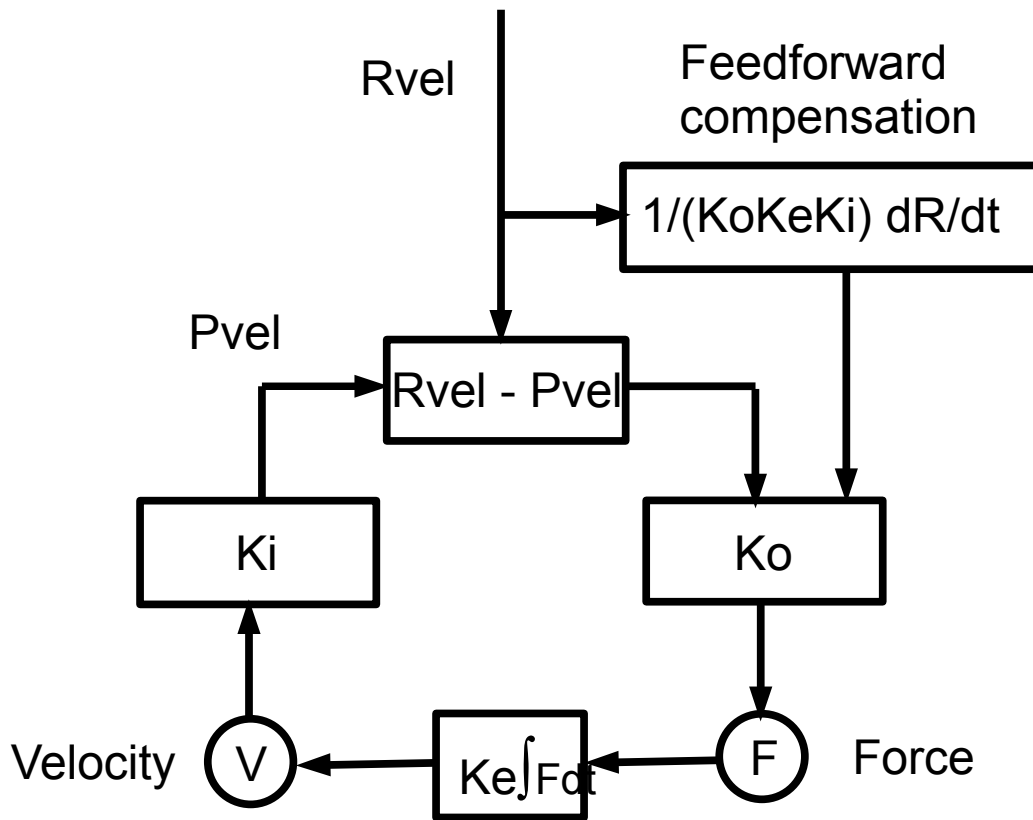 Rvel
Feedforward
compensation
1/(KoKeKi) dR/dt
Pvel
Rvel - Pvel
Ki
Ko
Velocity
V
Ke∫Fdt
F
Force